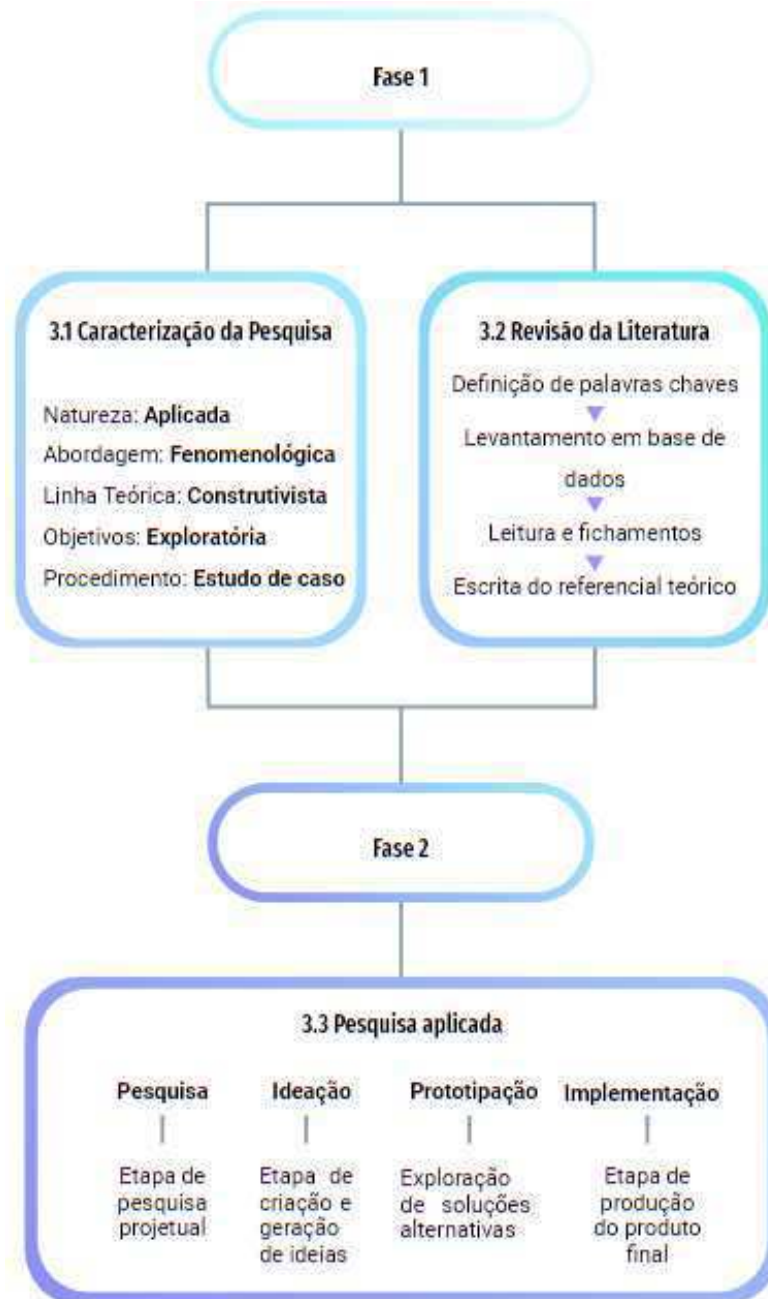 Fase 1
3.1 Caracterização da Pesquisa
Natureza: Aplicada
Abordagem: Fenomenológica
Linha Teórica: Construtivista
Objetivos: Exploratória
Procedimento: Estudo de caso
3.2 Revisão da Literatura
Definição de palavras chaves
Levantamento em base de
dados
Leitura e fichamentos
Escrita do referencial teórico
Fase 2
3.3 Pesquisa aplicada
Pesquisa
Etapa de
pesquisa
projetual
Ideação
Etapa de
criação e
geração
de ideias
Prototipação
Exploração
de soluções
alternativas
Implementação
Etapa de
produção
do produto
final